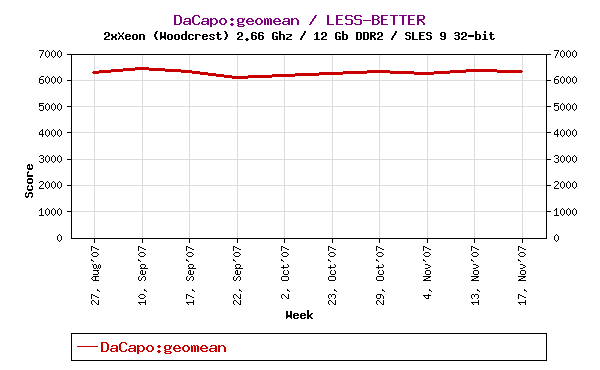 DaCapo:geomean / LESS-BETTER
2xXeon (Woodcrest) 2.66 Ghz / 12 Gb DDR2 / SLES 9 32-bit
7000 7000
6000 6000
5000 5000
4000 4000
3000 3000
2000 2000
1000 1000
0 0
Score
27, Aug'07
10, Sep'07
17, Sep'07
22, Sep'07
2, Oct'07
23, Oct'07
29, Oct'07
4, Nov'07
13, Nov'07
17, Nov'07
Week
DaCapo:geomean